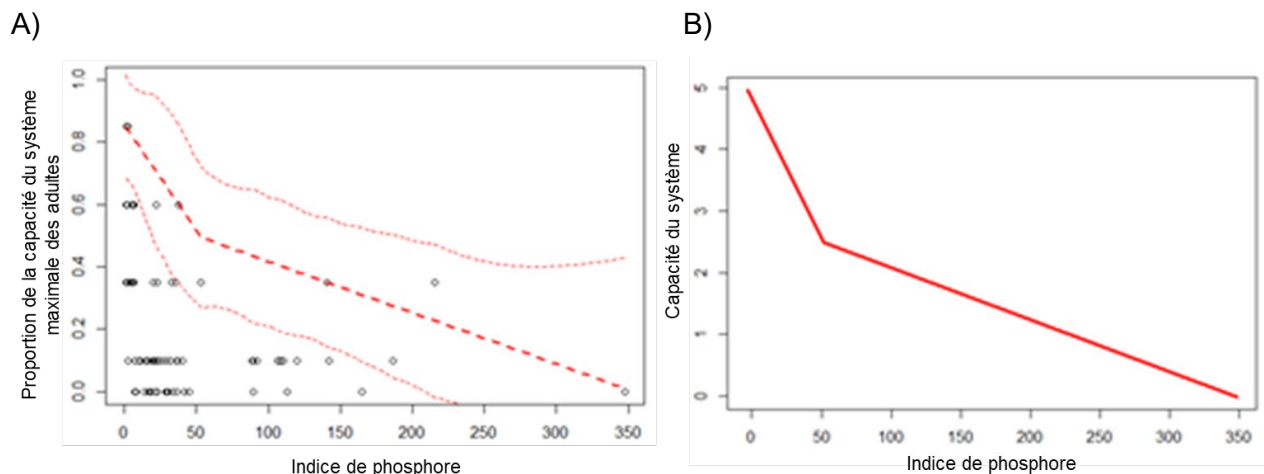 A)
B)
Proportion de la capacité du système
maximale des adultes
1.0
0.8
0.6
0.4
0.2
0.0
0 50 100 150 200 250 300 350
Indice de phosphore
Capacité du système
5
4
3
2
1
0
0 50 100 150 200 250 300 350
Indice de phosphore